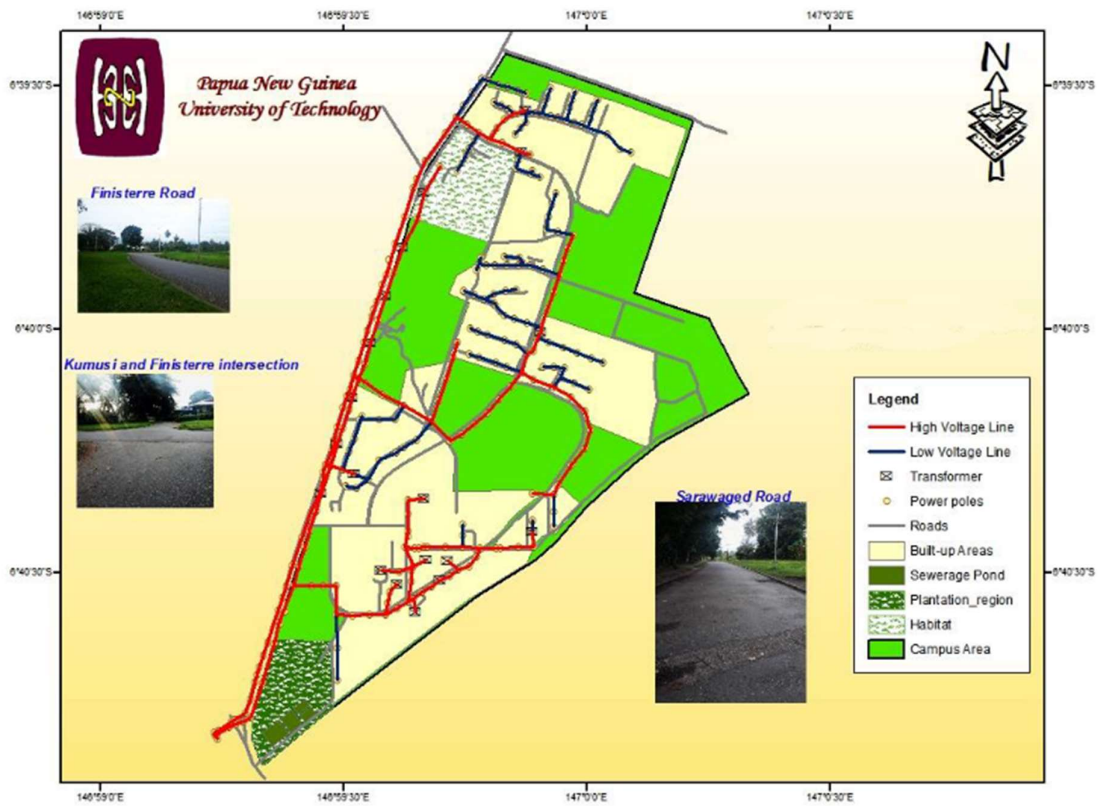 146°59'0"E
146°59'30"E
147°0'0"E
147°0'30"E
N
Papua New Guinea
University of Technology
6°39'30"S
6°39'30"S
Finisterre Road
6°40'0"S
6°40'0"S
Kumusi and Finisterre intersection
Legend
High Voltage Line
Low Voltage Line
Transformer
Power poles
Roads
Built-up Areas
Sewerage Pond
Plantation_region
Habitat
Campus Area
Sarawaged Road
6°40'30"S
6°40'30"S
146°59'0"E
146°59'30"E
147°0'0"E
147°0'30"E